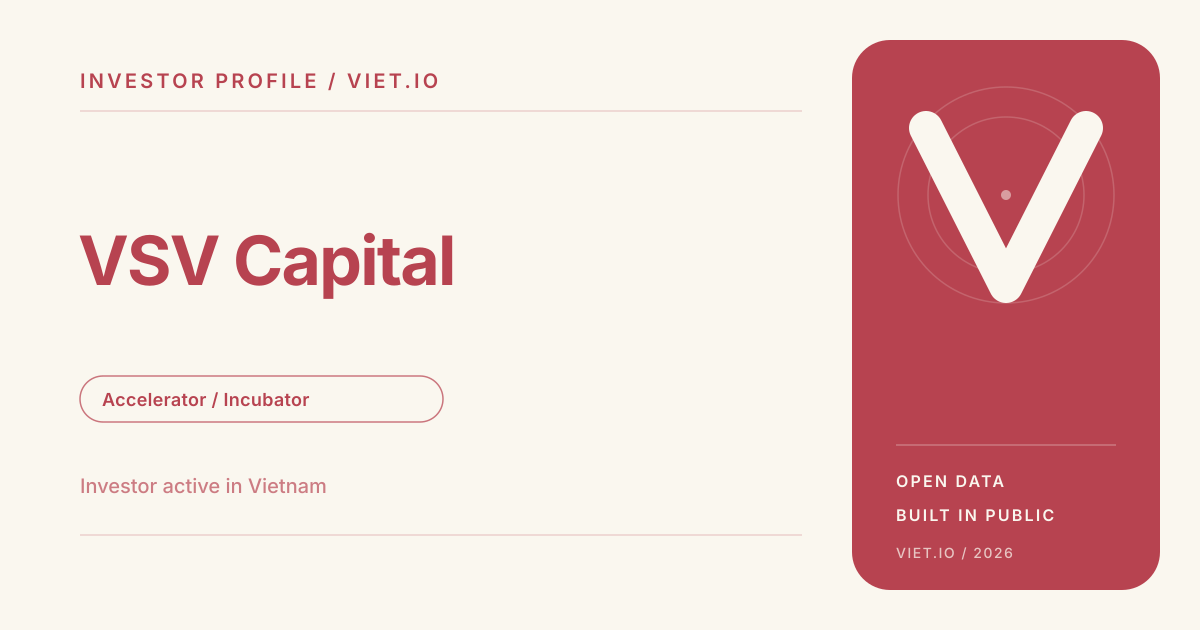 INVESTOR PROFILE / VIET.IO
VSV Capital
Accelerator / Incubator
Investor active in Vietnam
V
OPEN DATA
BUILT IN PUBLIC
VIET.IO / 2026